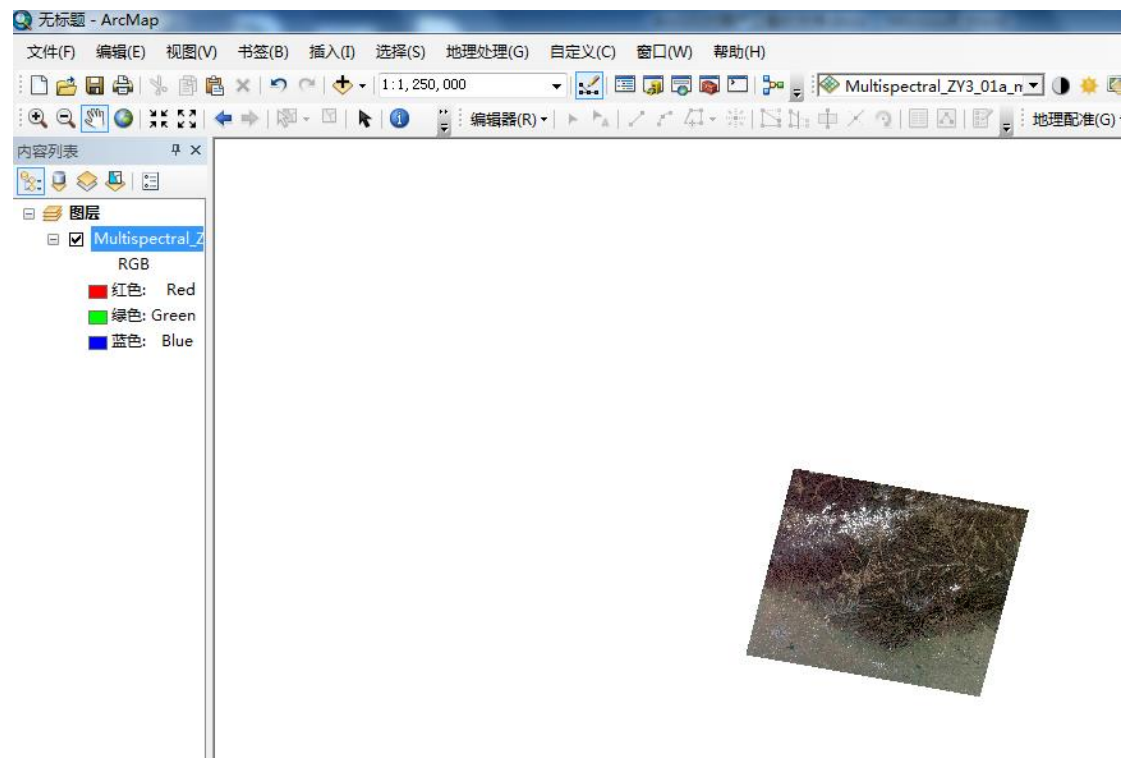 无标题 - ArcMap
文件(F) 编辑(E) 视图(V) 书签(B) 插入(I) 选择(S) 地理处理(G) 自定义(C) 窗口(W) 帮助(H)
1:1,250,000 Multispectral_ZY3_01a_n
编辑器(R) 地理配准(G)
内容列表
图层
Multispectral_Z
RGB
红色: Red
绿色: Green
蓝色: Blue